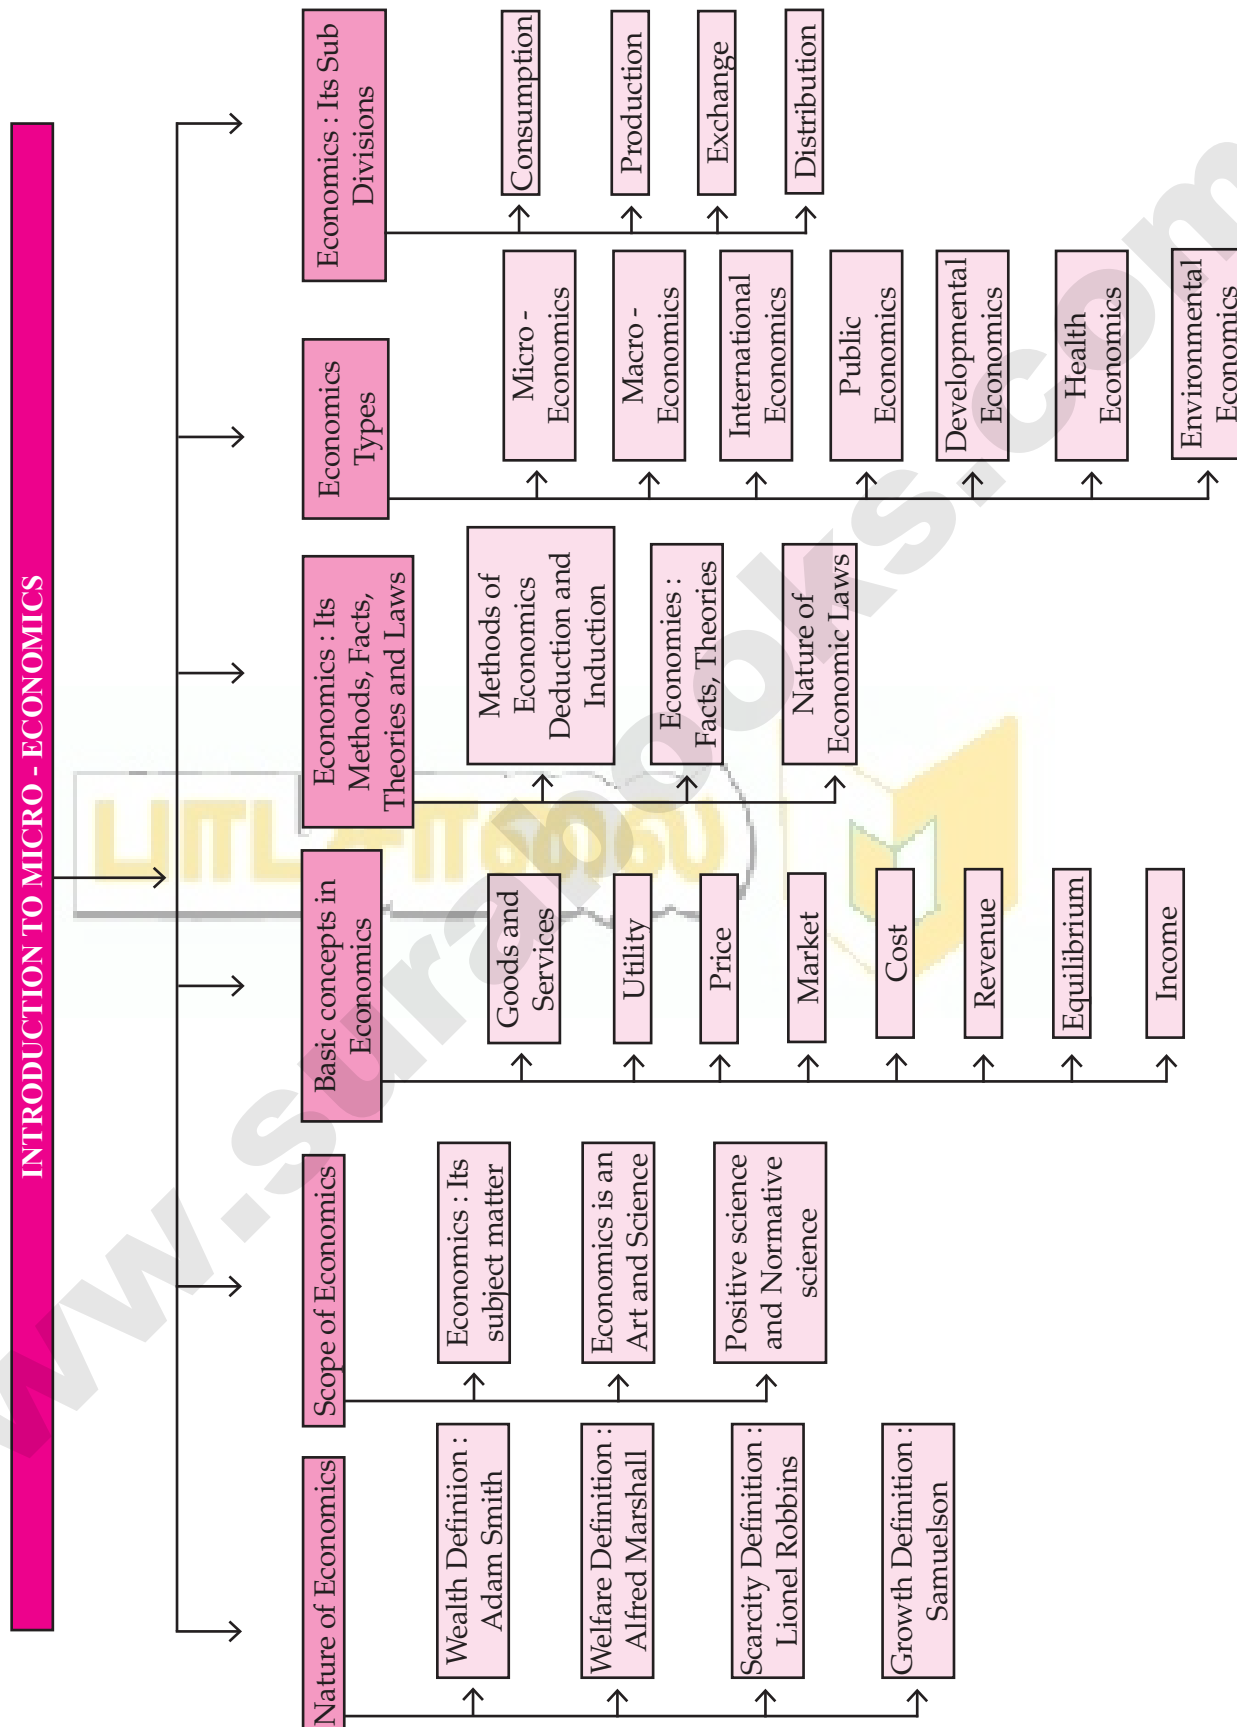 INTRODUCTION TO MICRO - ECONOMICS
Nature of Economics
Wealth Definiion :
Adam Smith
Welfare Definition :
Alfred Marshall
Scarcity Definition :
Lionel Robbins
Growth Definition :
Samuelson
Scope of Economics
Economics : Its
subject matter
Economics is an
Art and Science
Positive science
and Normative
science
Basic concepts in
Economics
Goods and
Services
Utility
Price
Market
Cost
Revenue
Equilibrium
Income
Economics : Its
Methods, Facts,
Theories and Laws
Methods of
Economics
Deduction and
Induction
Economies :
Facts, Theories
Nature of
Economic Laws
Economics
Types
Micro -
Economics
Macro -
Economics
International
Economics
Public
Economics
Developmental
Economics
Health
Economics
Environmental
Economics
Economics : Its Sub
Divisions
Consumption
Production
Exchange
Distribution
பாடசாலை
www.surabooks.com